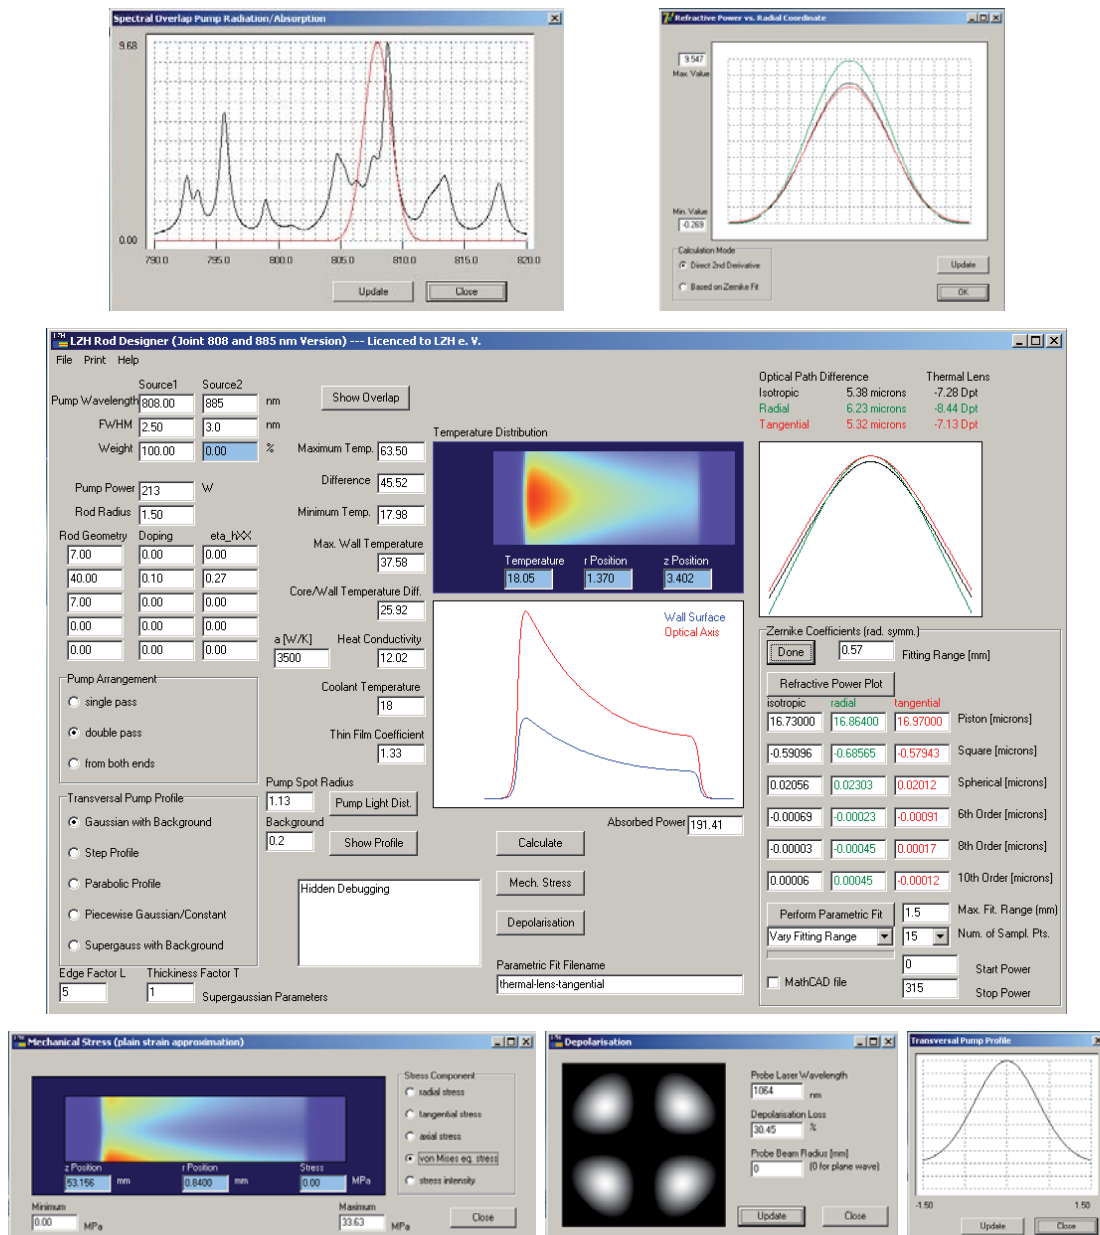 Spectral Overlap Pump Radiation/Absorption
9.68
0.00
790.0 795.0 800.0 805.0 810.0 815.0 820.0
Update Close
Refractive Power vs. Radial Coordinate
9.547
Max. Value
Min. Value
-0.269
Calculation Mode
Direct 2nd Derivative
Based on Zernike Fit
Update
OK
LZH Rod Designer (Joint 808 and 885 nm Version) --- Licenced to LZH e. V.
File Print Help
Source1 Source2
Pump Wavelength 808.00 885 nm
FWHM 2.50 3.0 nm
Weight 100.00 0.00 %
Pump Power 213 W
Rod Radius 1.50
Rod Geometry Doping eta_hXX
7.00 0.00 0.00
40.00 0.10 0.27
7.00 0.00 0.00
0.00 0.00 0.00
0.00 0.00 0.00
Pump Arrangement
single pass
double pass
from both ends
Transversal Pump Profile
Gaussian with Background
Step Profile
Parabolic Profile
Piecewise Gaussian/Constant
Supergauss with Background
Edge Factor L Thickiness Factor T
5 1 Supergaussian Parameters
Show Overlap
Maximum Temp. 63.50
Difference 45.52
Minimum Temp. 17.98
Max. Wall Temperature
37.58
Core/Wall Temperature Diff.
25.92
a [W/K] Heat Conductivity
3500 12.02
Coolant Temperature
18
Thin Film Coefficient
1.33
Pump Spot Radius
1.13 Pump Light Dist.
Background
0.2 Show Profile
Hidden Debugging
Temperature Distribution
Temperature r Position z Position
18.05 1.370 3.402
Wall Surface
Optical Axis
Absorbed Power 191.41
Calculate
Mech. Stress
Depolarisation
Parametric Fit Filename
thermal-lens-tangential
Optical Path Difference Thermal Lens
Isotropic 5.38 microns -7.28 Dpt
Radial 6.23 microns -8.44 Dpt
Tangential 5.32 microns -7.13 Dpt
Zernike Coefficients (rad. symm.)
Done 0.57 Fitting Range [mm]
Refractive Power Plot
isotropic radial tangential
16.73000 16.86400 16.97000 Piston [microns]
-0.59096 -0.68565 -0.57943 Square [microns]
0.02056 0.02303 0.02012 Spherical [microns]
-0.00069 -0.00023 -0.00091 6th Order [microns]
-0.00003 -0.00045 0.00017 8th Order [microns]
0.00006 0.00045 -0.00012 10th Order [microns]
Perform Parametric Fit 1.5 Max. Fit. Range (mm)
Vary Fitting Range 15 Num. of Sampl. Pts.
0 Start Power
MathCAD file 315 Stop Power
Mechanical Stress (plain strain approximation)
z Position r Position Stress
53.156 mm 0.8400 mm 0.00 MPa
Minimum Maximum
0.00 MPa 33.63 MPa
Stress Component
radial stress
tangential stress
axial stress
von Mises eq. stress
stress intensity
Close
Depolarisation
Probe Laser Wavelength
1064 nm
Depolarisation Loss
30.45 %
Probe Beam Radius [mm]
0 (0 for plane wave)
Update Close
Transversal Pump Profile
-1.50 1.50
Update Close